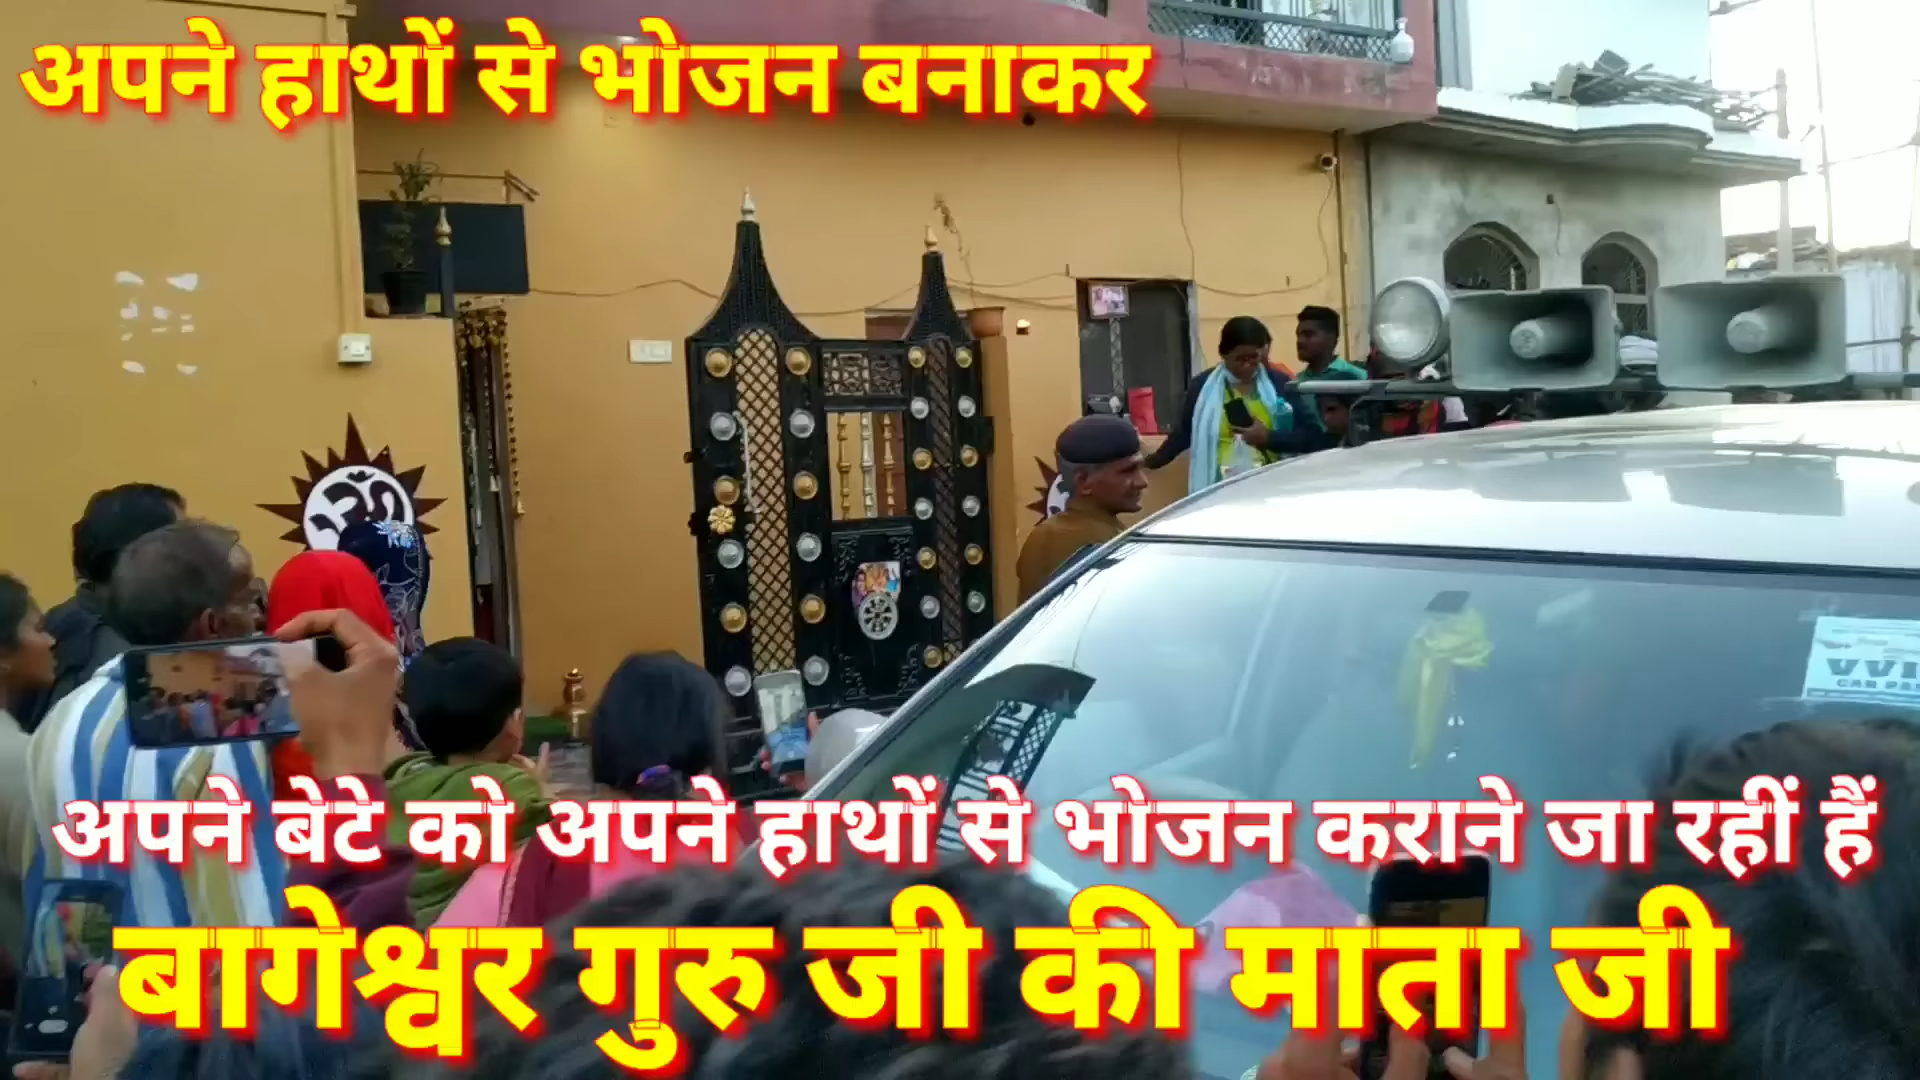 अपने हाथों से भोजन बनाकर
ॐ
अपने बेटे को अपने हाथों से भोजन कराने जा रहीं हैं
बागेश्वर गुरु जी की माता जी